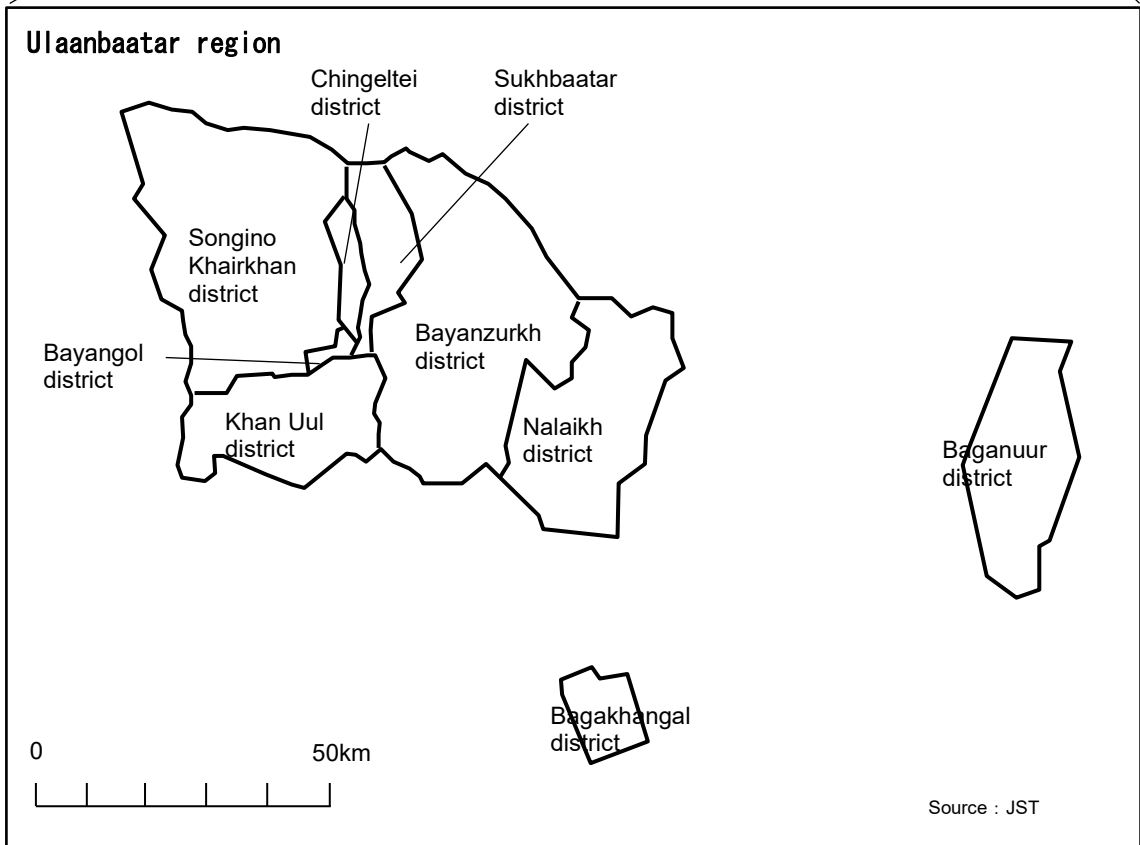 Ulaanbaatar region
Chingeltei
district
Sukhbaatar
district
Songino
Khairkhan
district
Bayangol
district
Bayanzurkh
district
Khan Uul
district
Nalaikh
district
Baganuur
district
Bagakhangal
district
0
50km
Source : JST